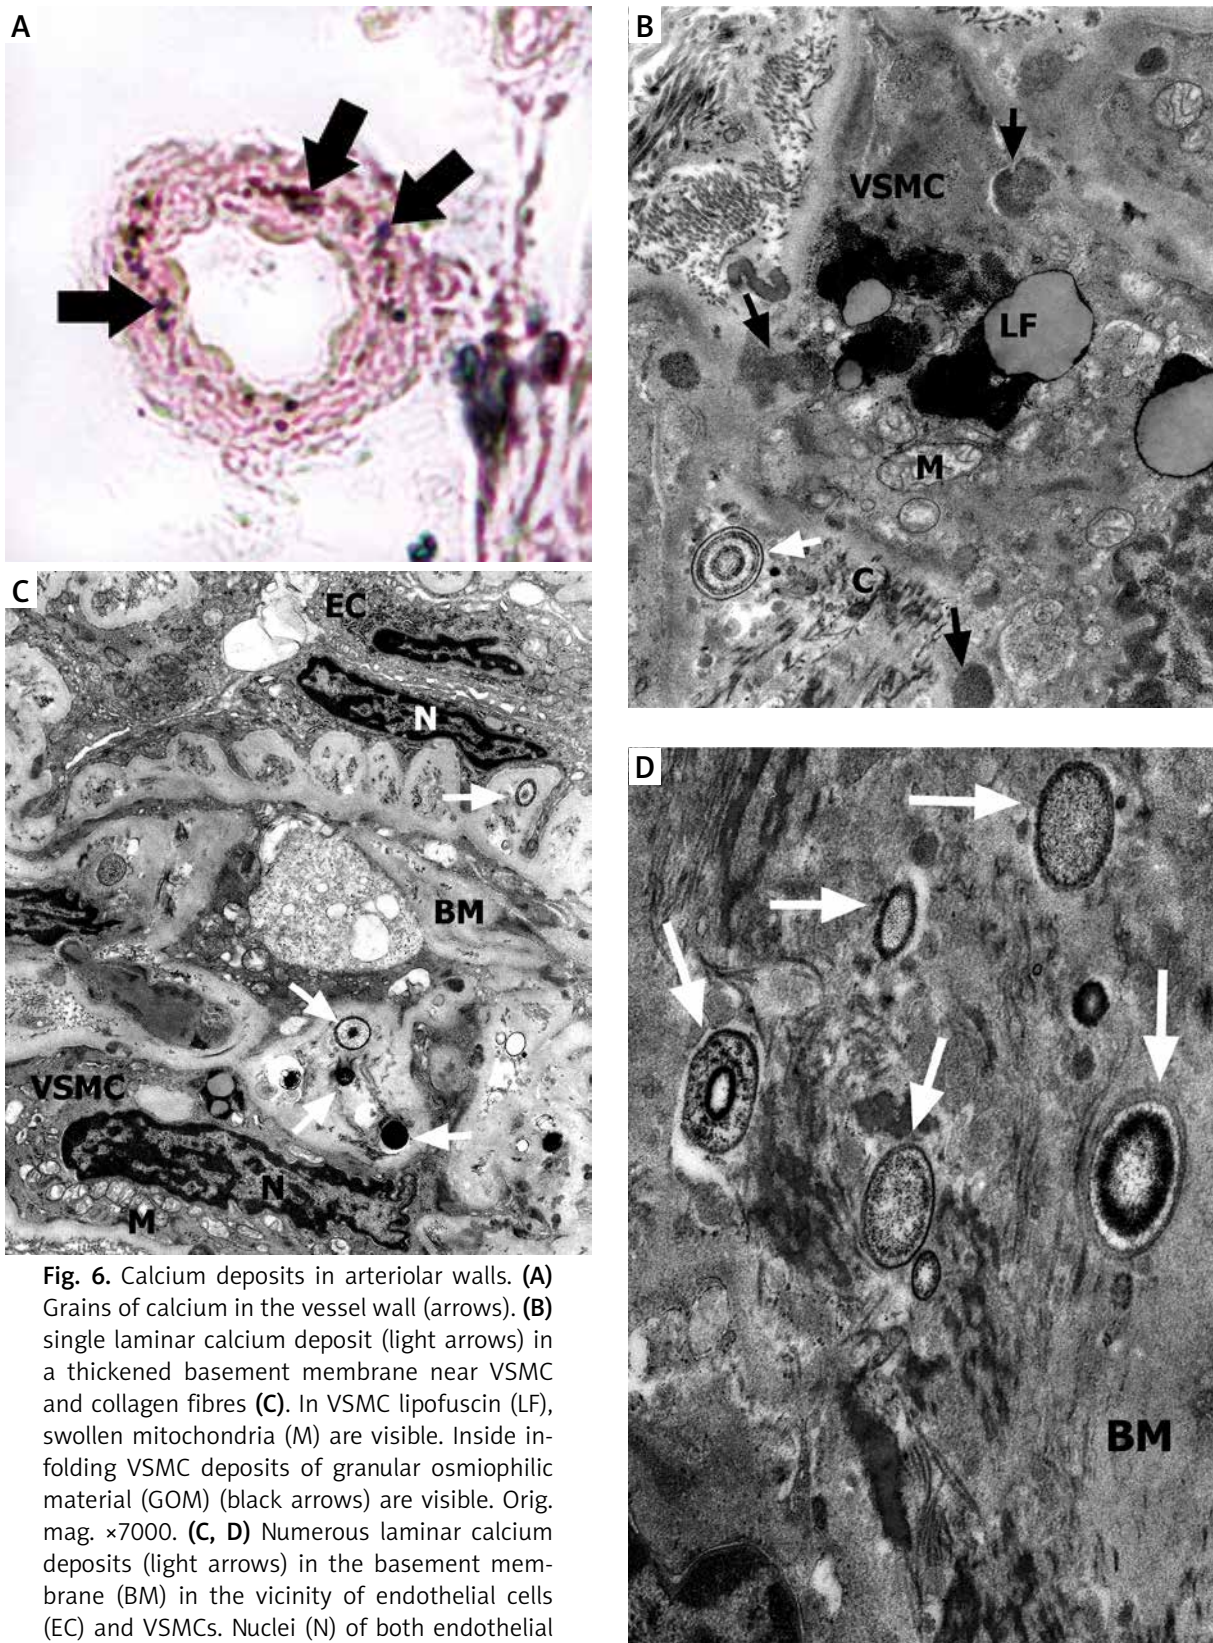 A
B
VSMC
LF
M
C
C
EC
N
BM
VSMC
N
M
D
BM
Fig. 6. Calcium deposits in arteriolar walls. (A)
Grains of calcium in the vessel wall (arrows). (B)
single laminar calcium deposit (light arrows) in
a thickened basement membrane near VSMC
and collagen fibres (C). In VSMC lipofuscin (LF),
swollen mitochondria (M) are visible. Inside in-
folding VSMC deposits of granular osmiophilic
material (GOM) (black arrows) are visible. Orig.
mag. ×7000. (C, D) Numerous laminar calcium
deposits (light arrows) in the basement mem-
brane (BM) in the vicinity of endothelial cells
(EC) and VSMCs. Nuclei (N) of both endothelial